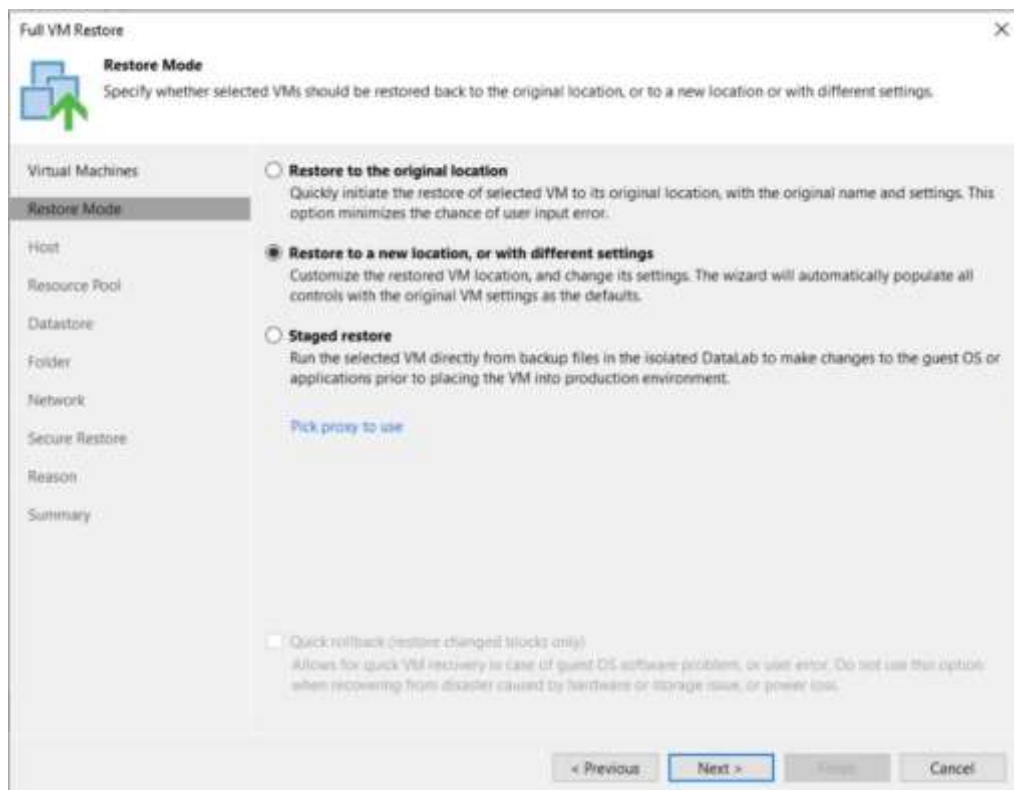 Full VM Restore
Restore Mode
Specify whether selected VMs should be restored back to the original location, or to a new location or with different settings.
Virtual Machines
Restore Mode
Host
Resource Pool
Datastore
Folder
Network
Secure Restore
Reason
Summary
Restore to the original location
Quickly initiate the restore of selected VM to its original location, with the original name and settings. This
option minimizes the chance of user input error.
Restore to a new location, or with different settings
Customize the restored VM location, and change its settings. The wizard will automatically populate all
controls with the original VM settings as the defaults.
Staged restore
Run the selected VM directly from backup files in the isolated DataLab to make changes to the guest OS or
applications prior to placing the VM into production environment.
Pick proxy to use
Quick rollback (restore changed blocks only)
Allows for quick VM recovery in case of guest OS software problem, or user error. Do not use this option
when recovering from disaster caused by hardware or storage issue, or power loss.
< Previous
Next >
Finish
Cancel